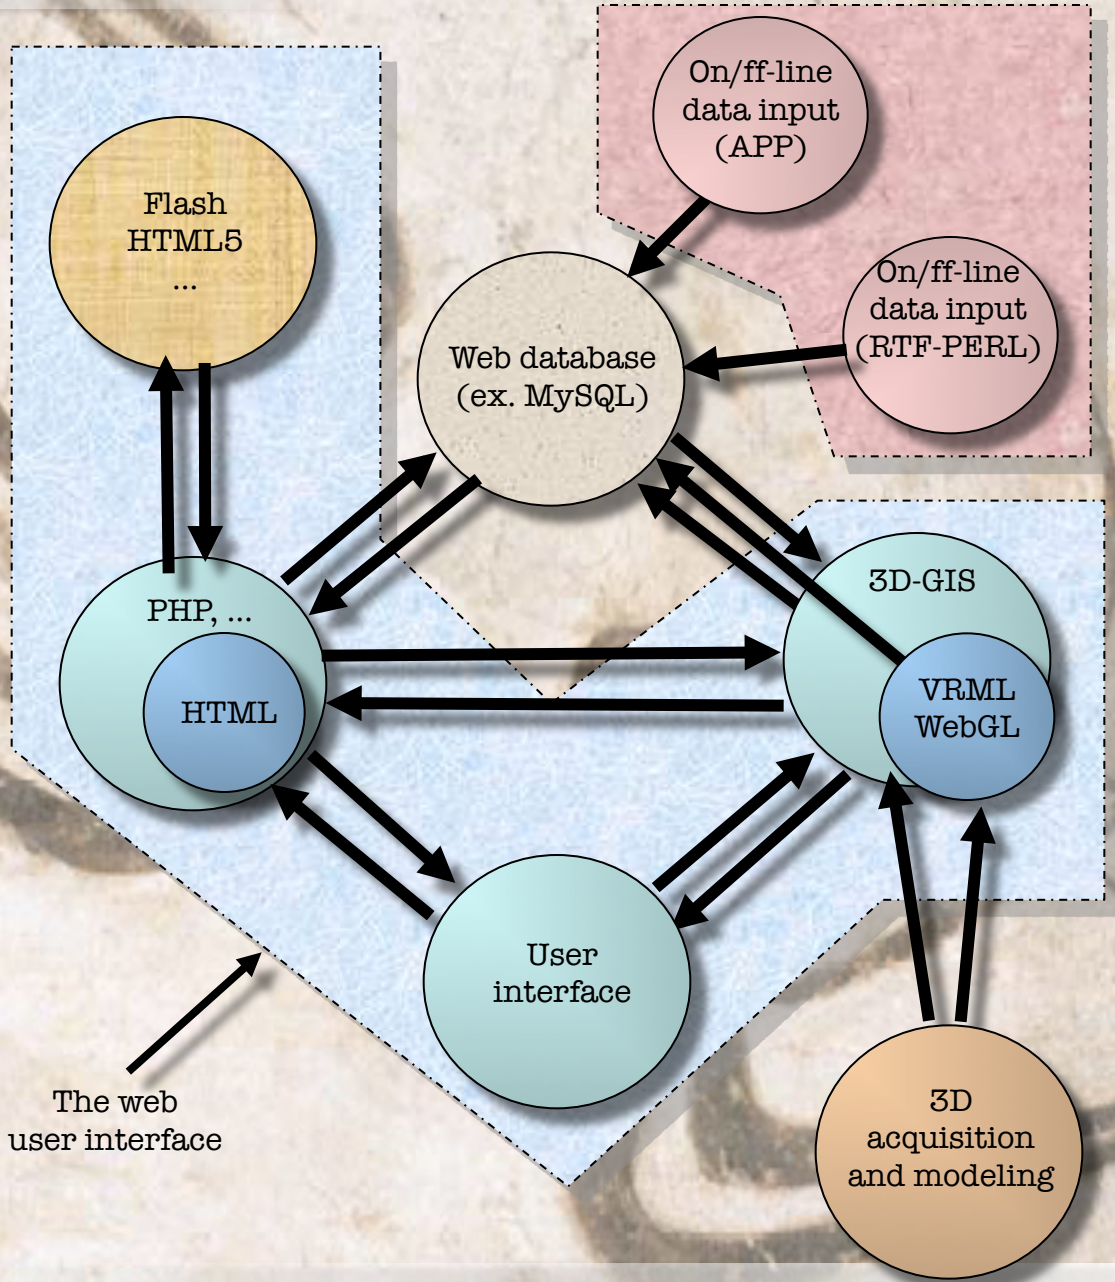 On/ff-line
data input
(APP)
Flash
HTML5
...
On/ff-line
data input
(RTF-PERL)
Web database
(ex. MySQL)
3D-GIS
PHP, ...
VRML
WebGL
HTML
User
interface
The web
user interface
3D
acquisition
and modeling